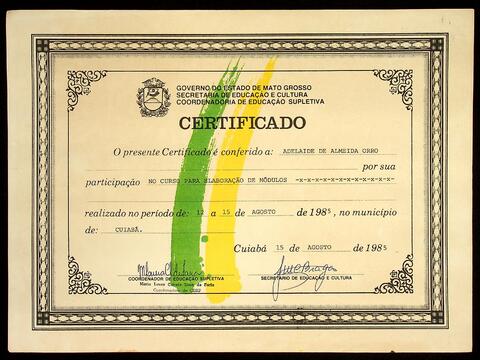 GOVERNO DO ESTADO DE MATO GROSSO
SECRETARIA DE EDUCAÇÃO E CULTURA
COORDENADORIA DE EDUCAÇÃO SUPLETIVA
CERTIFICADO
O presente Certificado é conferido a: ADELAIDE DE ALMEIDA ORRO
por sua
participação NO CURSO PARA ELABORAÇÃO DE MÓDULOS -x-x-x-x-x-x-x-x-x-x-x-
realizado no período de: 12 a 15 de AGOSTO de 1985, no município
de: CUIABÁ.
Cuiabá 15 de AGOSTO de 1985
COORDENADOR DE EDUCAÇÃO SUPLETIVA
SECRETÁRIO DE EDUCAÇÃO E CULTURA